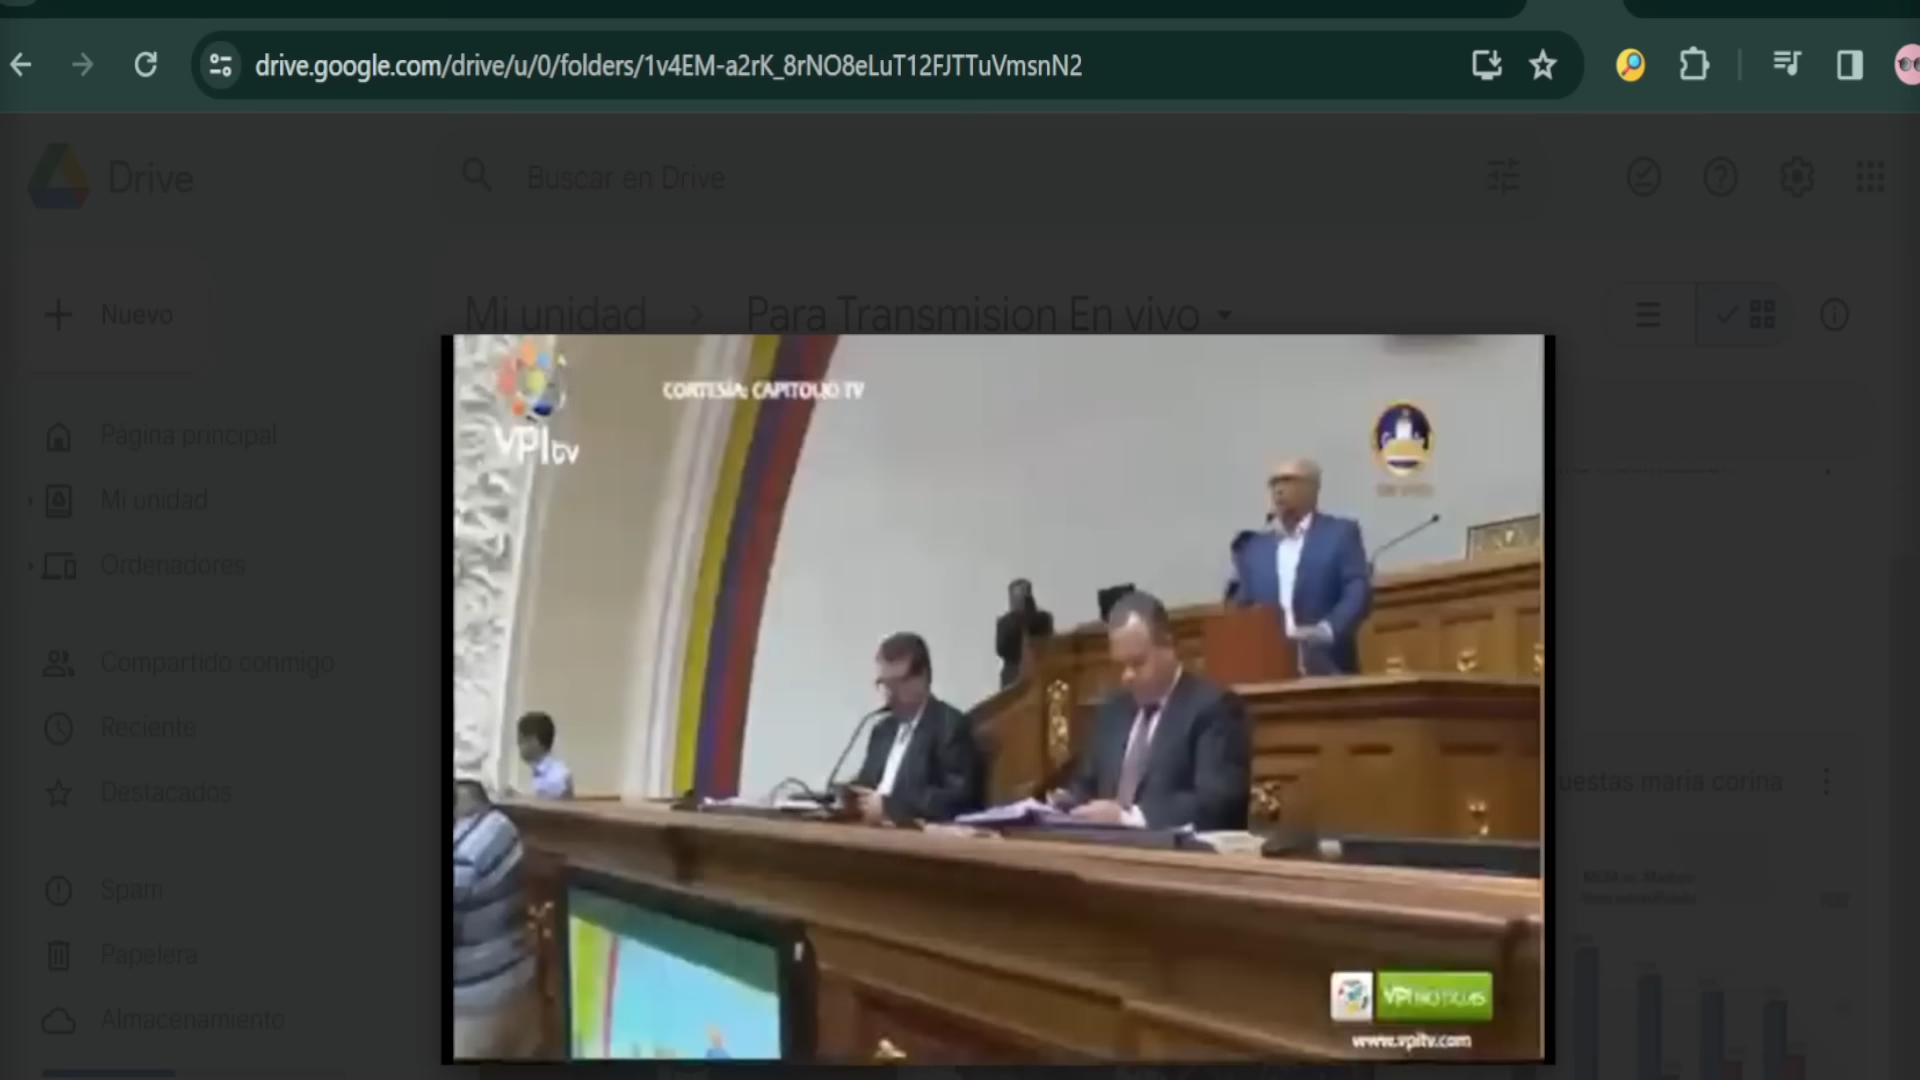 drive.google.com/drive/u/0/folders/1v4EM-a2rK_8rNO8eLuT12FJTTuVmsnN2
Drive
Buscar en Drive
Nuevo
Mi unidad > Para Transmision En vivo
CORTESÍA: CAPITOLIO TV
VPItv
Página principal
Mi unidad
Ordenadores
Compartido conmigo
Reciente
Destacados
uestas maria corina
Spam
Papelera
Almacenamiento
VPI NOTICIAS
www.vpitv.com